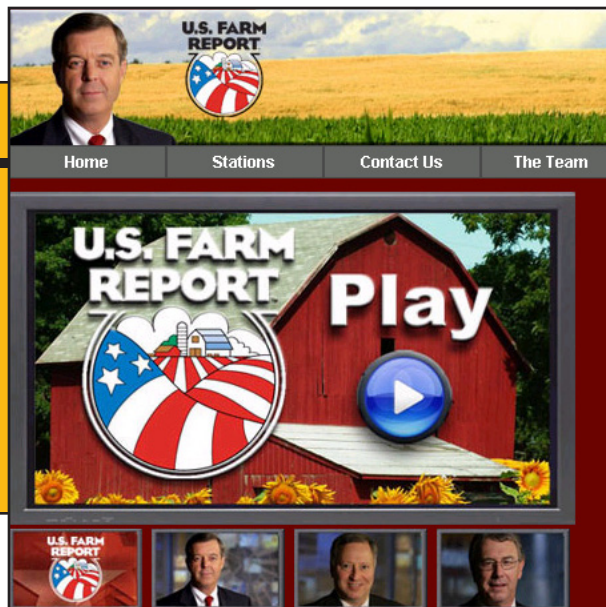 U.S. FARM
REPORT
Home Stations Contact Us The Team
U.S. FARM
REPORT
Play
U.S. FARM
REPORT